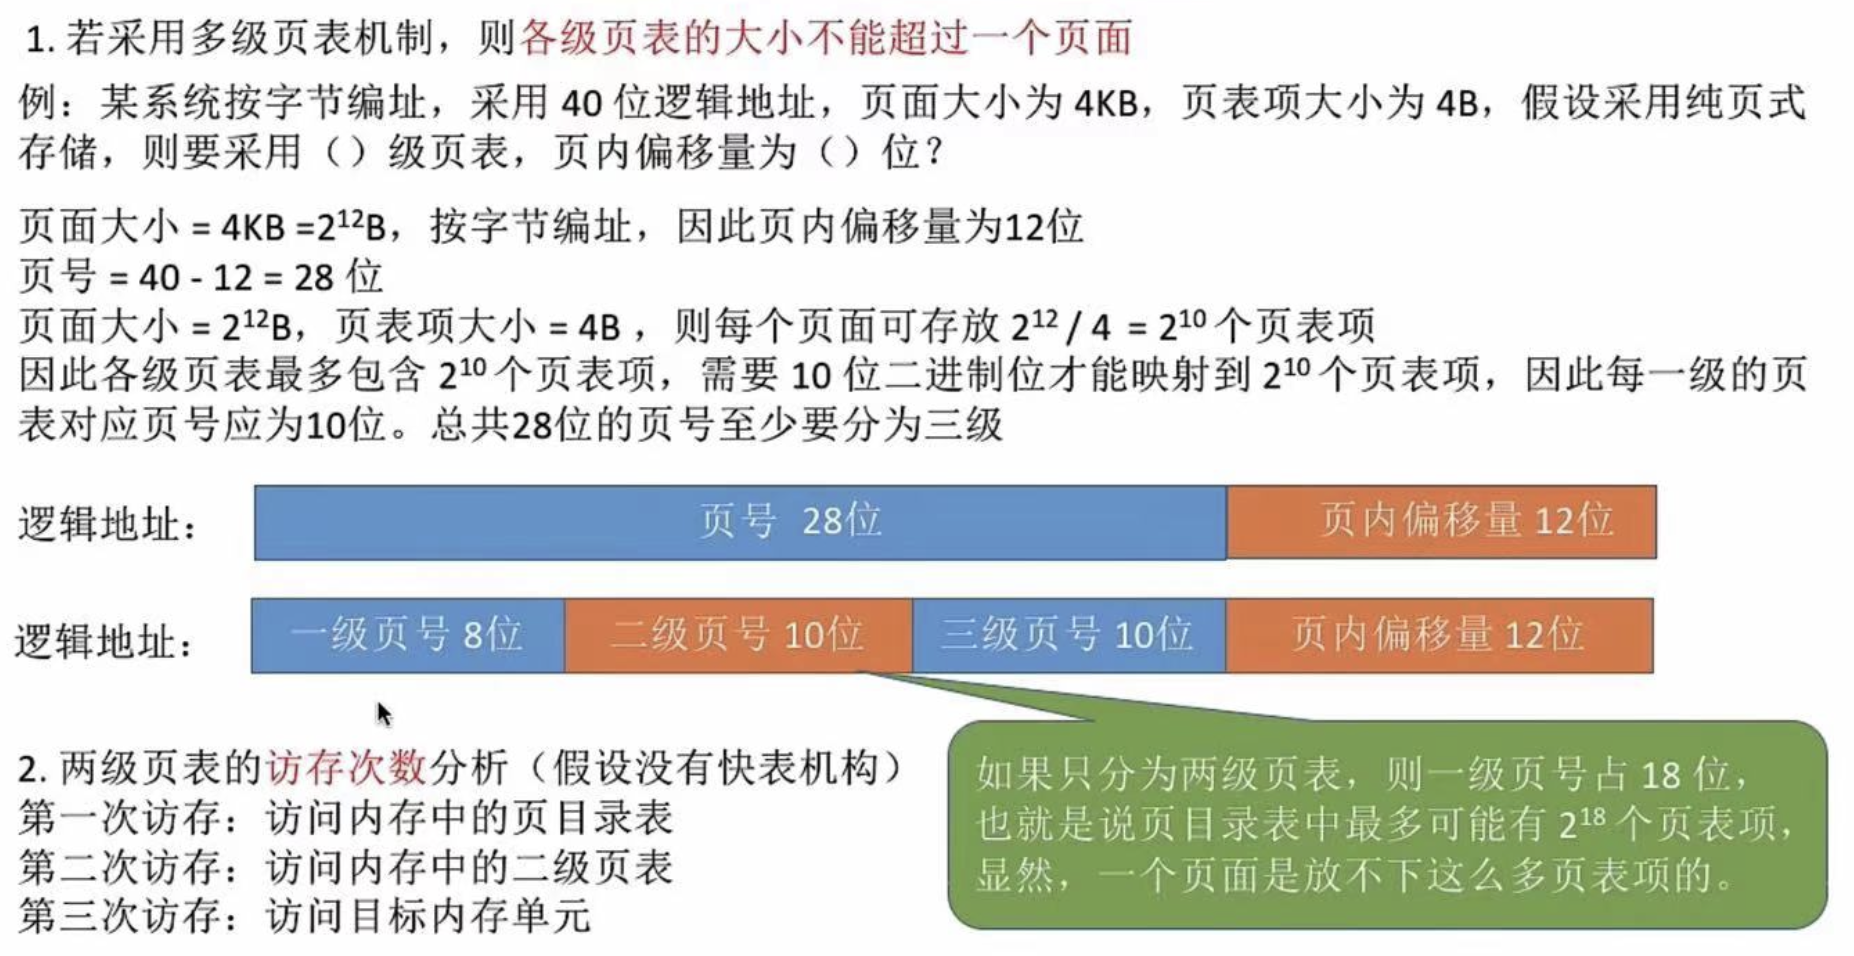 1. 若采用多级页表机制，则各级页表的大小不能超过一个页面
例：某系统按字节编址，采用 40 位逻辑地址，页面大小为 4KB，页表项大小为 4B，假设采用纯页式
存储，则要采用（）级页表，页内偏移量为（）位？
页面大小 = 4KB =2¹²B，按字节编址，因此页内偏移量为12位
页号 = 40 - 12 = 28 位
页面大小 = 2¹²B，页表项大小 = 4B ，则每个页面可存放 2¹² / 4 = 2¹⁰ 个页表项
因此各级页表最多包含 2¹⁰ 个页表项，需要 10 位二进制位才能映射到 2¹⁰ 个页表项，因此每一级的页
表对应页号应为10位。总共28位的页号至少要分为三级
逻辑地址： 页号 28位 页内偏移量 12位
逻辑地址： 一级页号 8位 二级页号 10位 三级页号 10位 页内偏移量 12位
2. 两级页表的访存次数分析（假设没有快表机构）
第一次访存：访问内存中的页目录表
第二次访存：访问内存中的二级页表
第三次访存：访问目标内存单元
如果只分为两级页表，则一级页号占 18 位，
也就是说页目录表中最多可能有 2¹⁸ 个页表项，
显然，一个页面是放不下这么多页表项的。